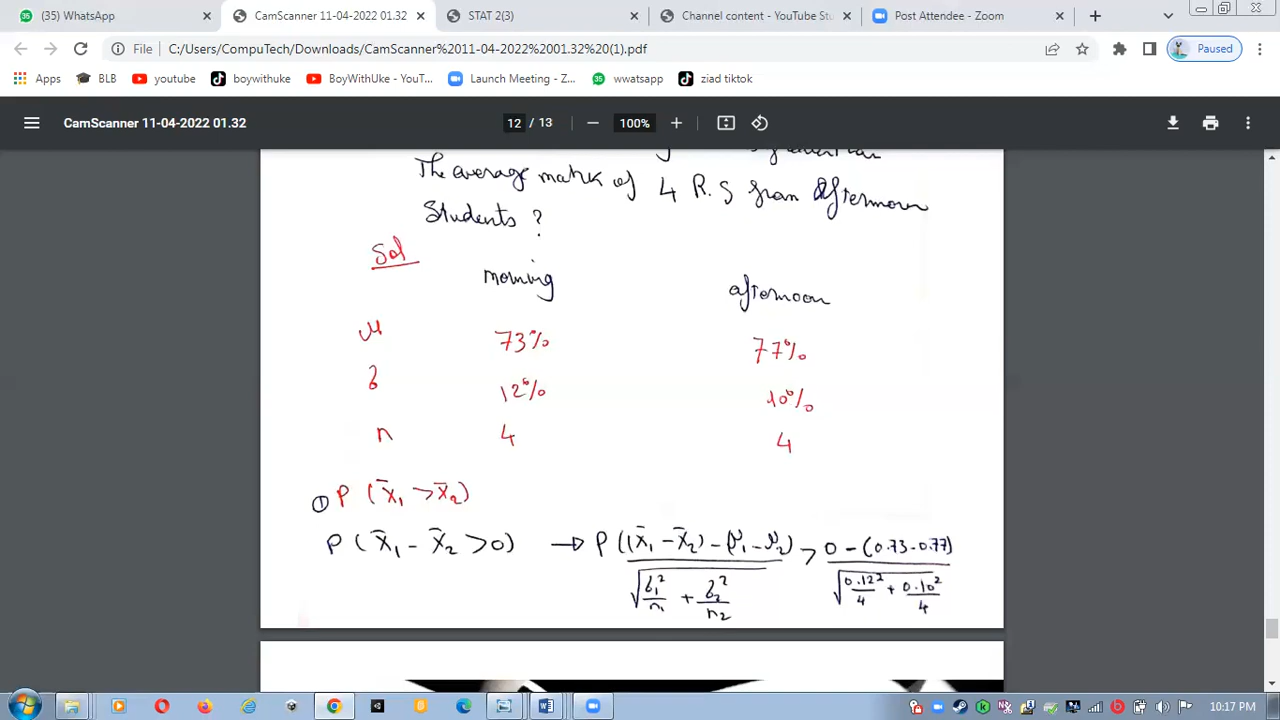 (35) WhatsApp
CamScanner 11-04-2022 01.32
STAT 2(3)
Channel content - YouTube Stu
Post Attendee - Zoom
File
C:/Users/CompuTech/Downloads/CamScanner%2011-04-2022%2001.32%20(1).pdf
Paused
Apps
BLB
youtube
boywithuke
BoyWithUke - YouT...
Launch Meeting - Z...
wwatsapp
ziad tiktok
CamScanner 11-04-2022 01.32
12 / 13
100%
The average mark of 4 R.S from Afternoon
Students ?
Sol
morning afternoon
μ 73% 77%
δ 12% 10%
n 4 4
① P (X̄₁ > X̄₂)
P (X̄₁ - X̄₂ > 0) → P ((X̄₁ - X̄₂) - (μ₁ - μ₂) > 0 - (0.73 - 0.77)
√ δ₁²/n₁ + δ₂²/n₂ √ 0.12²/4 + 0.10²/4
10:17 PM